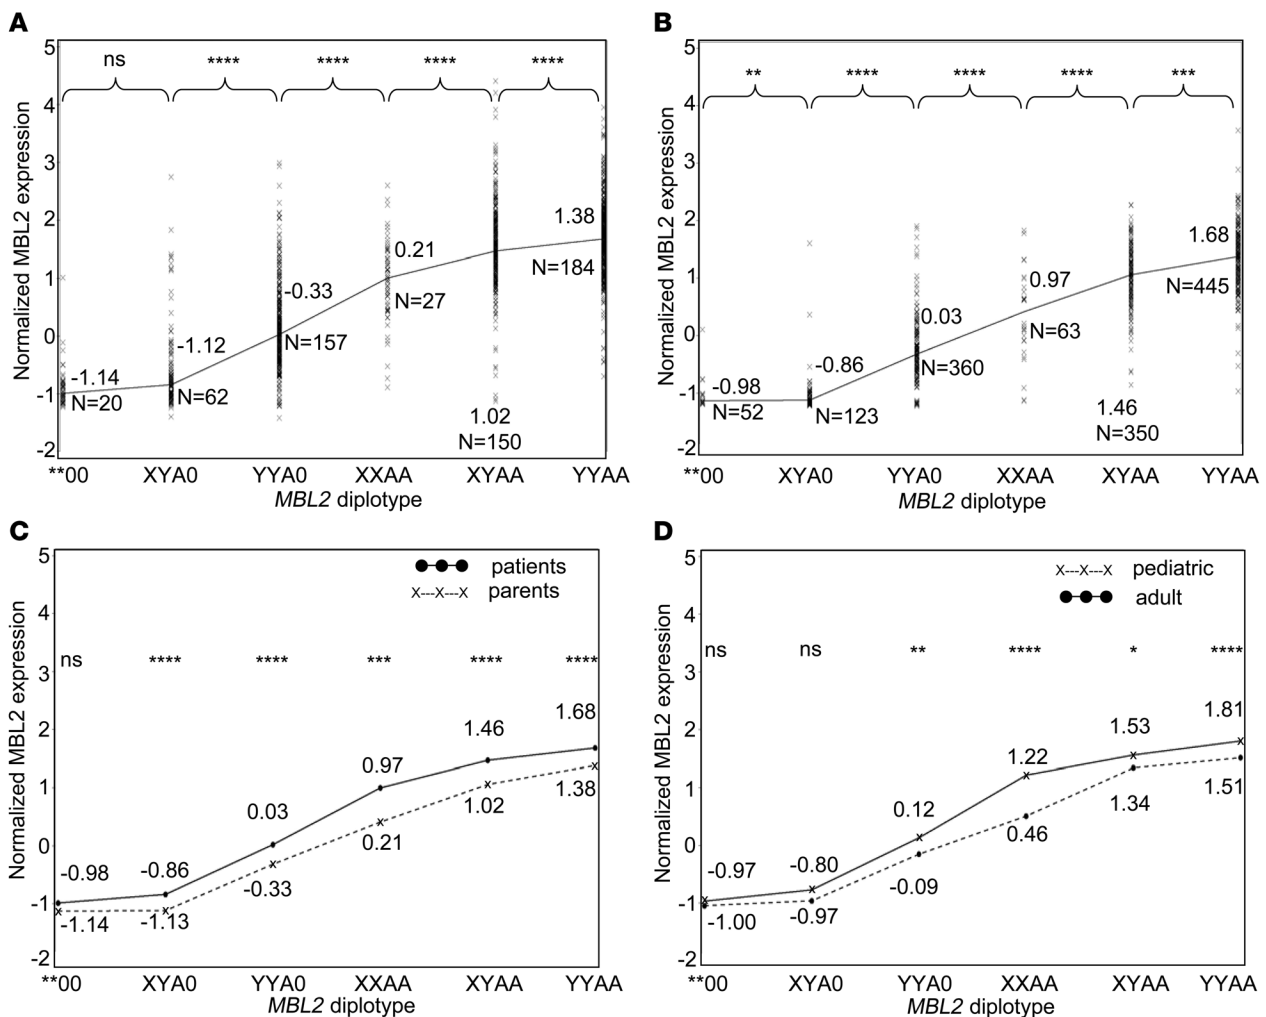 A
Normalized MBL2 expression
5
4
3
2
1
0
-1
-2
ns
****
****
****
****
-1.14
N=20
-1.12
N=62
-0.33
N=157
0.21
N=27
1.02
N=150
1.38
N=184
**00
XYA0
YYA0
XXAA
XYAA
YYAA
MBL2 diplotype
B
Normalized MBL2 expression
5
4
3
2
1
0
-1
-2
**
****
****
****
***
-0.98
N=52
-0.86
N=123
0.03
N=360
0.97
N=63
1.46
N=350
1.68
N=445
**00
XYA0
YYA0
XXAA
XYAA
YYAA
MBL2 diplotype
C
Normalized MBL2 expression
5
4
3
2
1
0
-1
-2
patients
X---X---X parents
ns
****
****
***
****
****
-0.98
-0.86
0.03
0.97
1.46
1.68
-1.14
-1.13
-0.33
0.21
1.02
1.38
**00
XYA0
YYA0
XXAA
XYAA
YYAA
MBL2 diplotype
D
Normalized MBL2 expression
5
4
3
2
1
0
-1
-2
X---X---X pediatric
adult
ns
ns
**
****
*
****
-0.97
-0.80
0.12
1.22
1.53
1.81
-1.00
-0.97
-0.09
0.46
1.34
1.51
**00
XYA0
YYA0
XXAA
XYAA
YYAA
MBL2 diplotype